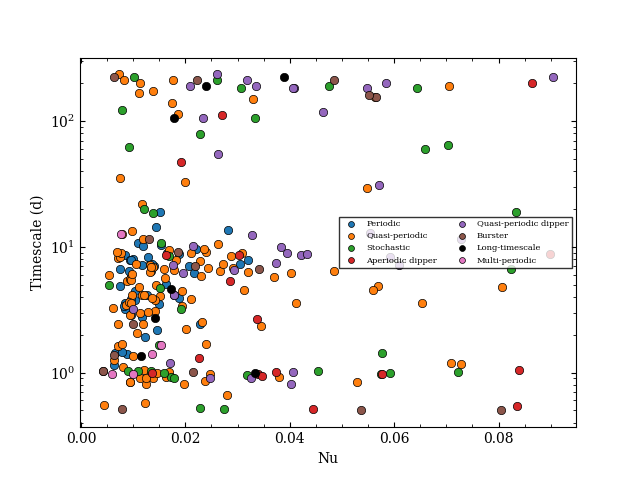 Timescale (d)
10²
10¹
10⁰
Periodic
Quasi-periodic
Stochastic
Aperiodic dipper
Quasi-periodic dipper
Burster
Long-timescale
Multi-periodic
0.00 0.02 0.04 0.06 0.08
Nu